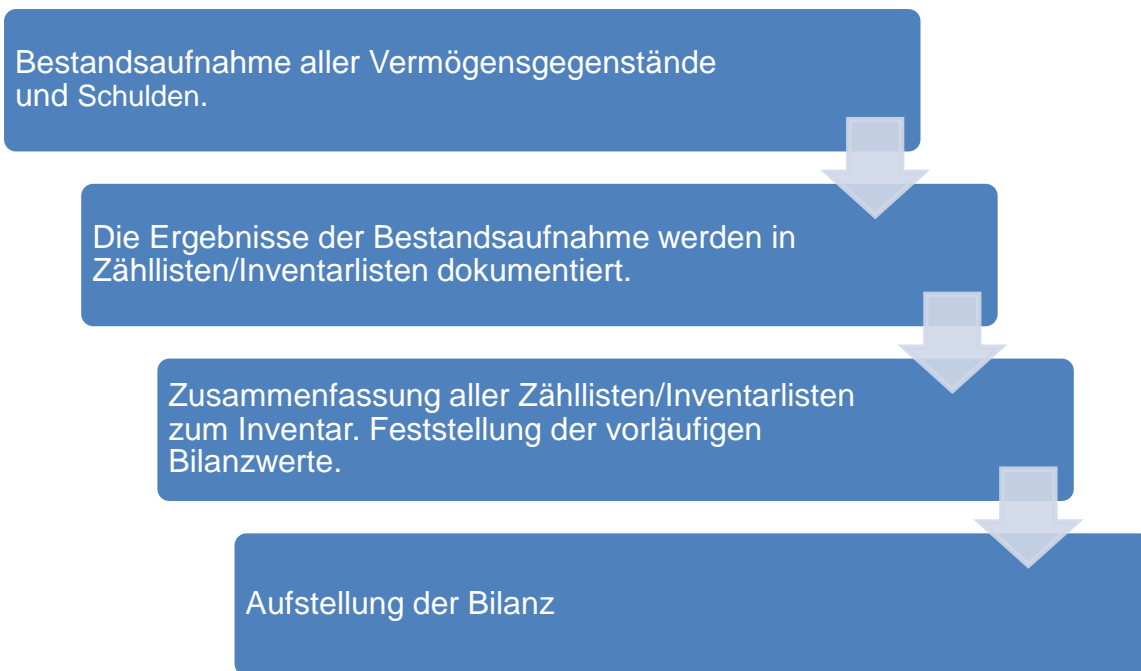 Bestandsaufnahme aller Vermögensgegenstände
und Schulden.
Die Ergebnisse der Bestandsaufnahme werden in
Zähllisten/Inventarlisten dokumentiert.
Zusammenfassung aller Zähllisten/Inventarlisten
zum Inventar. Feststellung der vorläufigen
Bilanzwerte.
Aufstellung der Bilanz